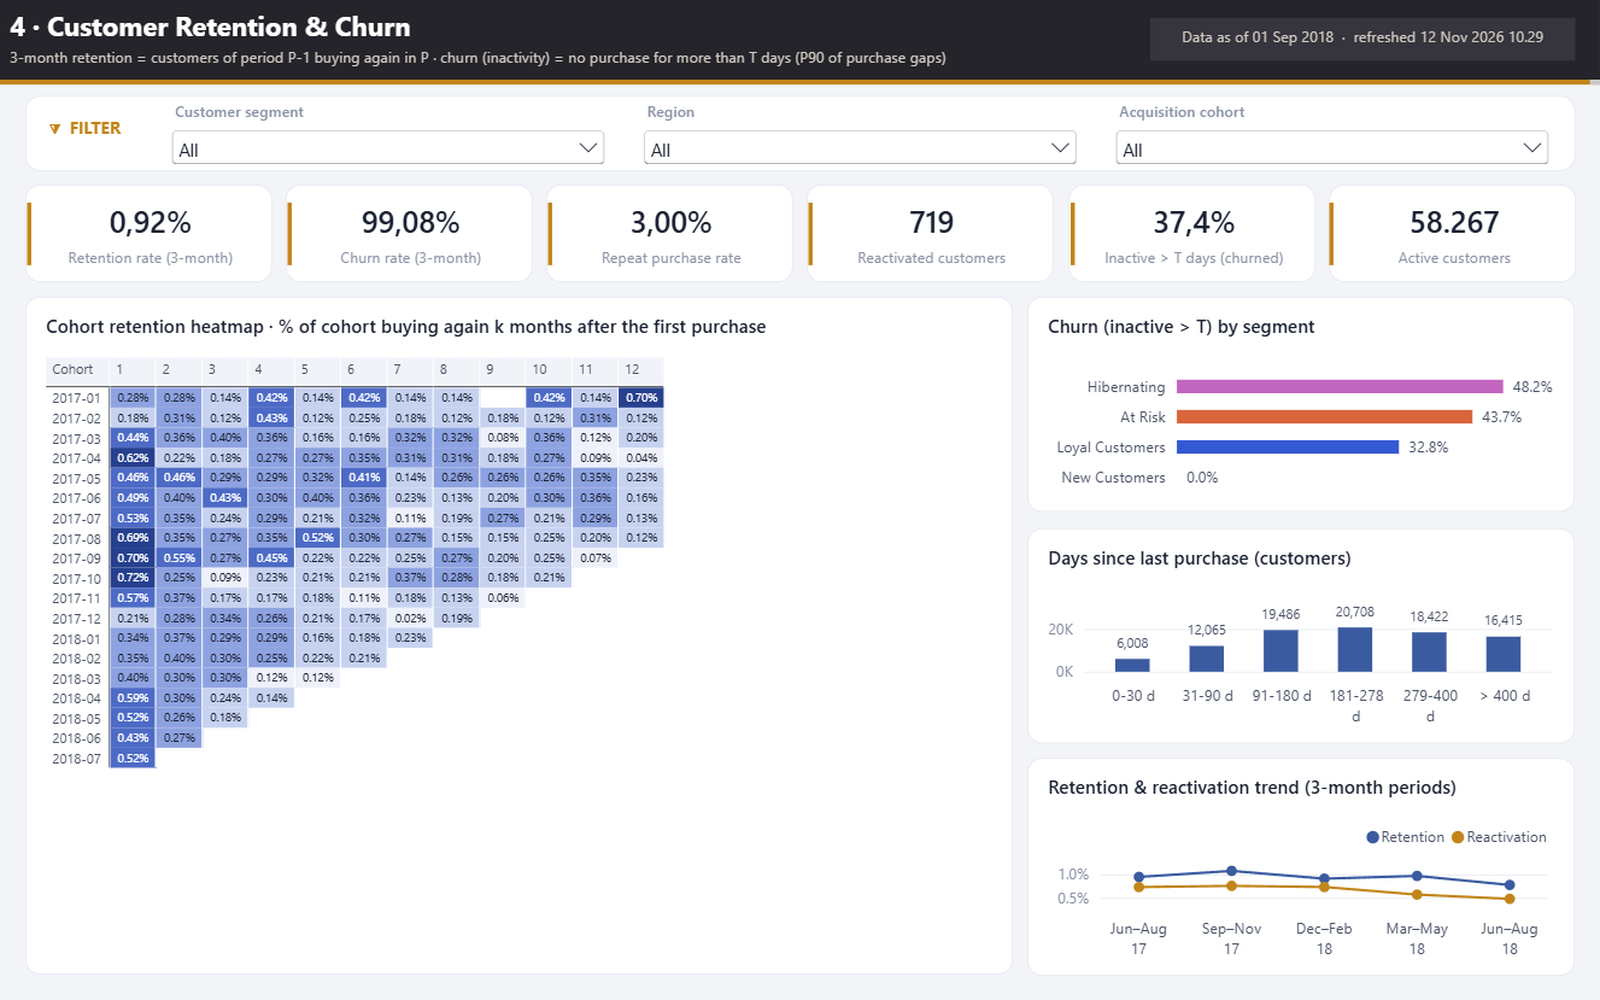 4 · Customer Retention & Churn
3-month retention = customers of period P-1 buying again in P · churn (inactivity) = no purchase for more than T days (P90 of purchase gaps)
Data as of 01 Sep 2018 · refreshed 12 Nov 2026 10.29
FILTER
Customer segment
All
Region
All
Acquisition cohort
All
0,92%
Retention rate (3-month)
99,08%
Churn rate (3-month)
3,00%
Repeat purchase rate
719
Reactivated customers
37,4%
Inactive > T days (churned)
58.267
Active customers
Cohort retention heatmap · % of cohort buying again k months after the first purchase
Cohort 1 2 3 4 5 6 7 8 9 10 11 12
2017-01 0.28% 0.28% 0.14% 0.42% 0.14% 0.42% 0.14% 0.14% 0.42% 0.14% 0.70%
2017-02 0.18% 0.31% 0.12% 0.43% 0.12% 0.25% 0.18% 0.12% 0.18% 0.12% 0.31% 0.12%
2017-03 0.44% 0.36% 0.40% 0.36% 0.16% 0.16% 0.32% 0.32% 0.08% 0.36% 0.12% 0.20%
2017-04 0.62% 0.22% 0.18% 0.27% 0.27% 0.35% 0.31% 0.31% 0.18% 0.27% 0.09% 0.04%
2017-05 0.46% 0.46% 0.29% 0.29% 0.32% 0.41% 0.14% 0.26% 0.26% 0.26% 0.35% 0.23%
2017-06 0.49% 0.40% 0.43% 0.30% 0.40% 0.36% 0.23% 0.13% 0.20% 0.30% 0.36% 0.16%
2017-07 0.53% 0.35% 0.24% 0.29% 0.21% 0.32% 0.11% 0.19% 0.27% 0.21% 0.29% 0.13%
2017-08 0.69% 0.35% 0.27% 0.35% 0.52% 0.30% 0.27% 0.15% 0.15% 0.25% 0.20% 0.12%
2017-09 0.70% 0.55% 0.27% 0.45% 0.22% 0.22% 0.25% 0.27% 0.20% 0.25% 0.07%
2017-10 0.72% 0.25% 0.09% 0.23% 0.21% 0.21% 0.37% 0.28% 0.18% 0.21%
2017-11 0.57% 0.37% 0.17% 0.17% 0.18% 0.11% 0.18% 0.13% 0.06%
2017-12 0.21% 0.28% 0.34% 0.26% 0.21% 0.17% 0.02% 0.19%
2018-01 0.34% 0.37% 0.29% 0.29% 0.16% 0.18% 0.23%
2018-02 0.35% 0.40% 0.30% 0.25% 0.22% 0.21%
2018-03 0.40% 0.30% 0.30% 0.12% 0.12%
2018-04 0.59% 0.30% 0.24% 0.14%
2018-05 0.52% 0.26% 0.18%
2018-06 0.43% 0.27%
2018-07 0.52%
Churn (inactive > T) by segment
Hibernating 48.2%
At Risk 43.7%
Loyal Customers 32.8%
New Customers 0.0%
Days since last purchase (customers)
20K
0K
6,008 12,065 19,486 20,708 18,422 16,415
0-30 d 31-90 d 91-180 d 181-278 d 279-400 d > 400 d
Retention & reactivation trend (3-month periods)
Retention Reactivation
1.0%
0.5%
Jun–Aug 17 Sep–Nov 17 Dec–Feb 18 Mar–May 18 Jun–Aug 18